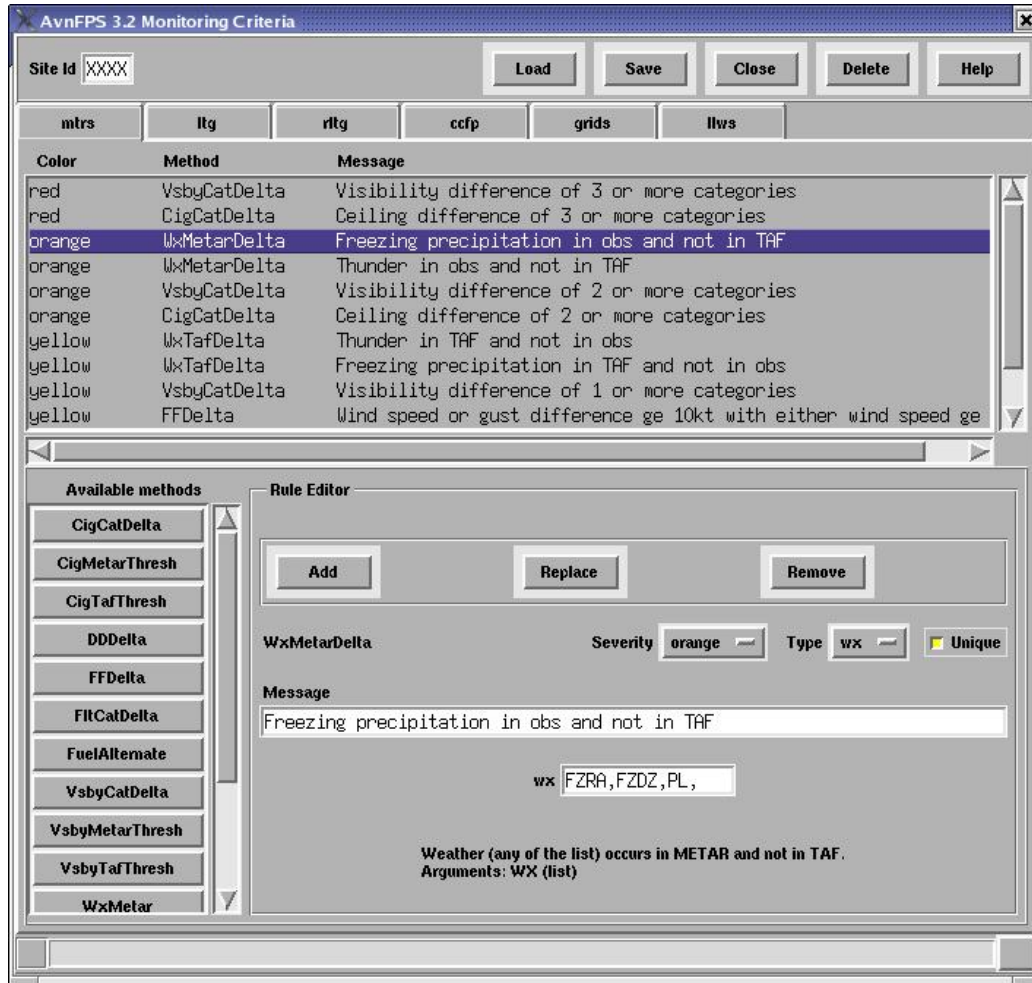 AvnFPS 3.2 Monitoring Criteria
Site Id XXXX Load Save Close Delete Help
mtrs ltg rltg ccfp grids llws
Color Method Message
red VsbyCatDelta Visibility difference of 3 or more categories
red CigCatDelta Ceiling difference of 3 or more categories
orange WxMetarDelta Freezing precipitation in obs and not in TAF
orange WxMetarDelta Thunder in obs and not in TAF
orange VsbyCatDelta Visibility difference of 2 or more categories
orange CigCatDelta Ceiling difference of 2 or more categories
yellow WxTafDelta Thunder in TAF and not in obs
yellow WxTafDelta Freezing precipitation in TAF and not in obs
yellow VsbyCatDelta Visibility difference of 1 or more categories
yellow FFDelta Wind speed or gust difference ge 10kt with either wind speed ge
Available methods
CigCatDelta
CigMetarThresh
CigTafThresh
DDDelta
FFDelta
FltCatDelta
FuelAlternate
VsbyCatDelta
VsbyMetarThresh
VsbyTafThresh
WxMetar
Rule Editor
Add Replace Remove
WxMetarDelta Severity orange Type wx Unique
Message
Freezing precipitation in obs and not in TAF
wx FZRA,FZDZ,PL,
Weather (any of the list) occurs in METAR and not in TAF.
Arguments: WX (list)